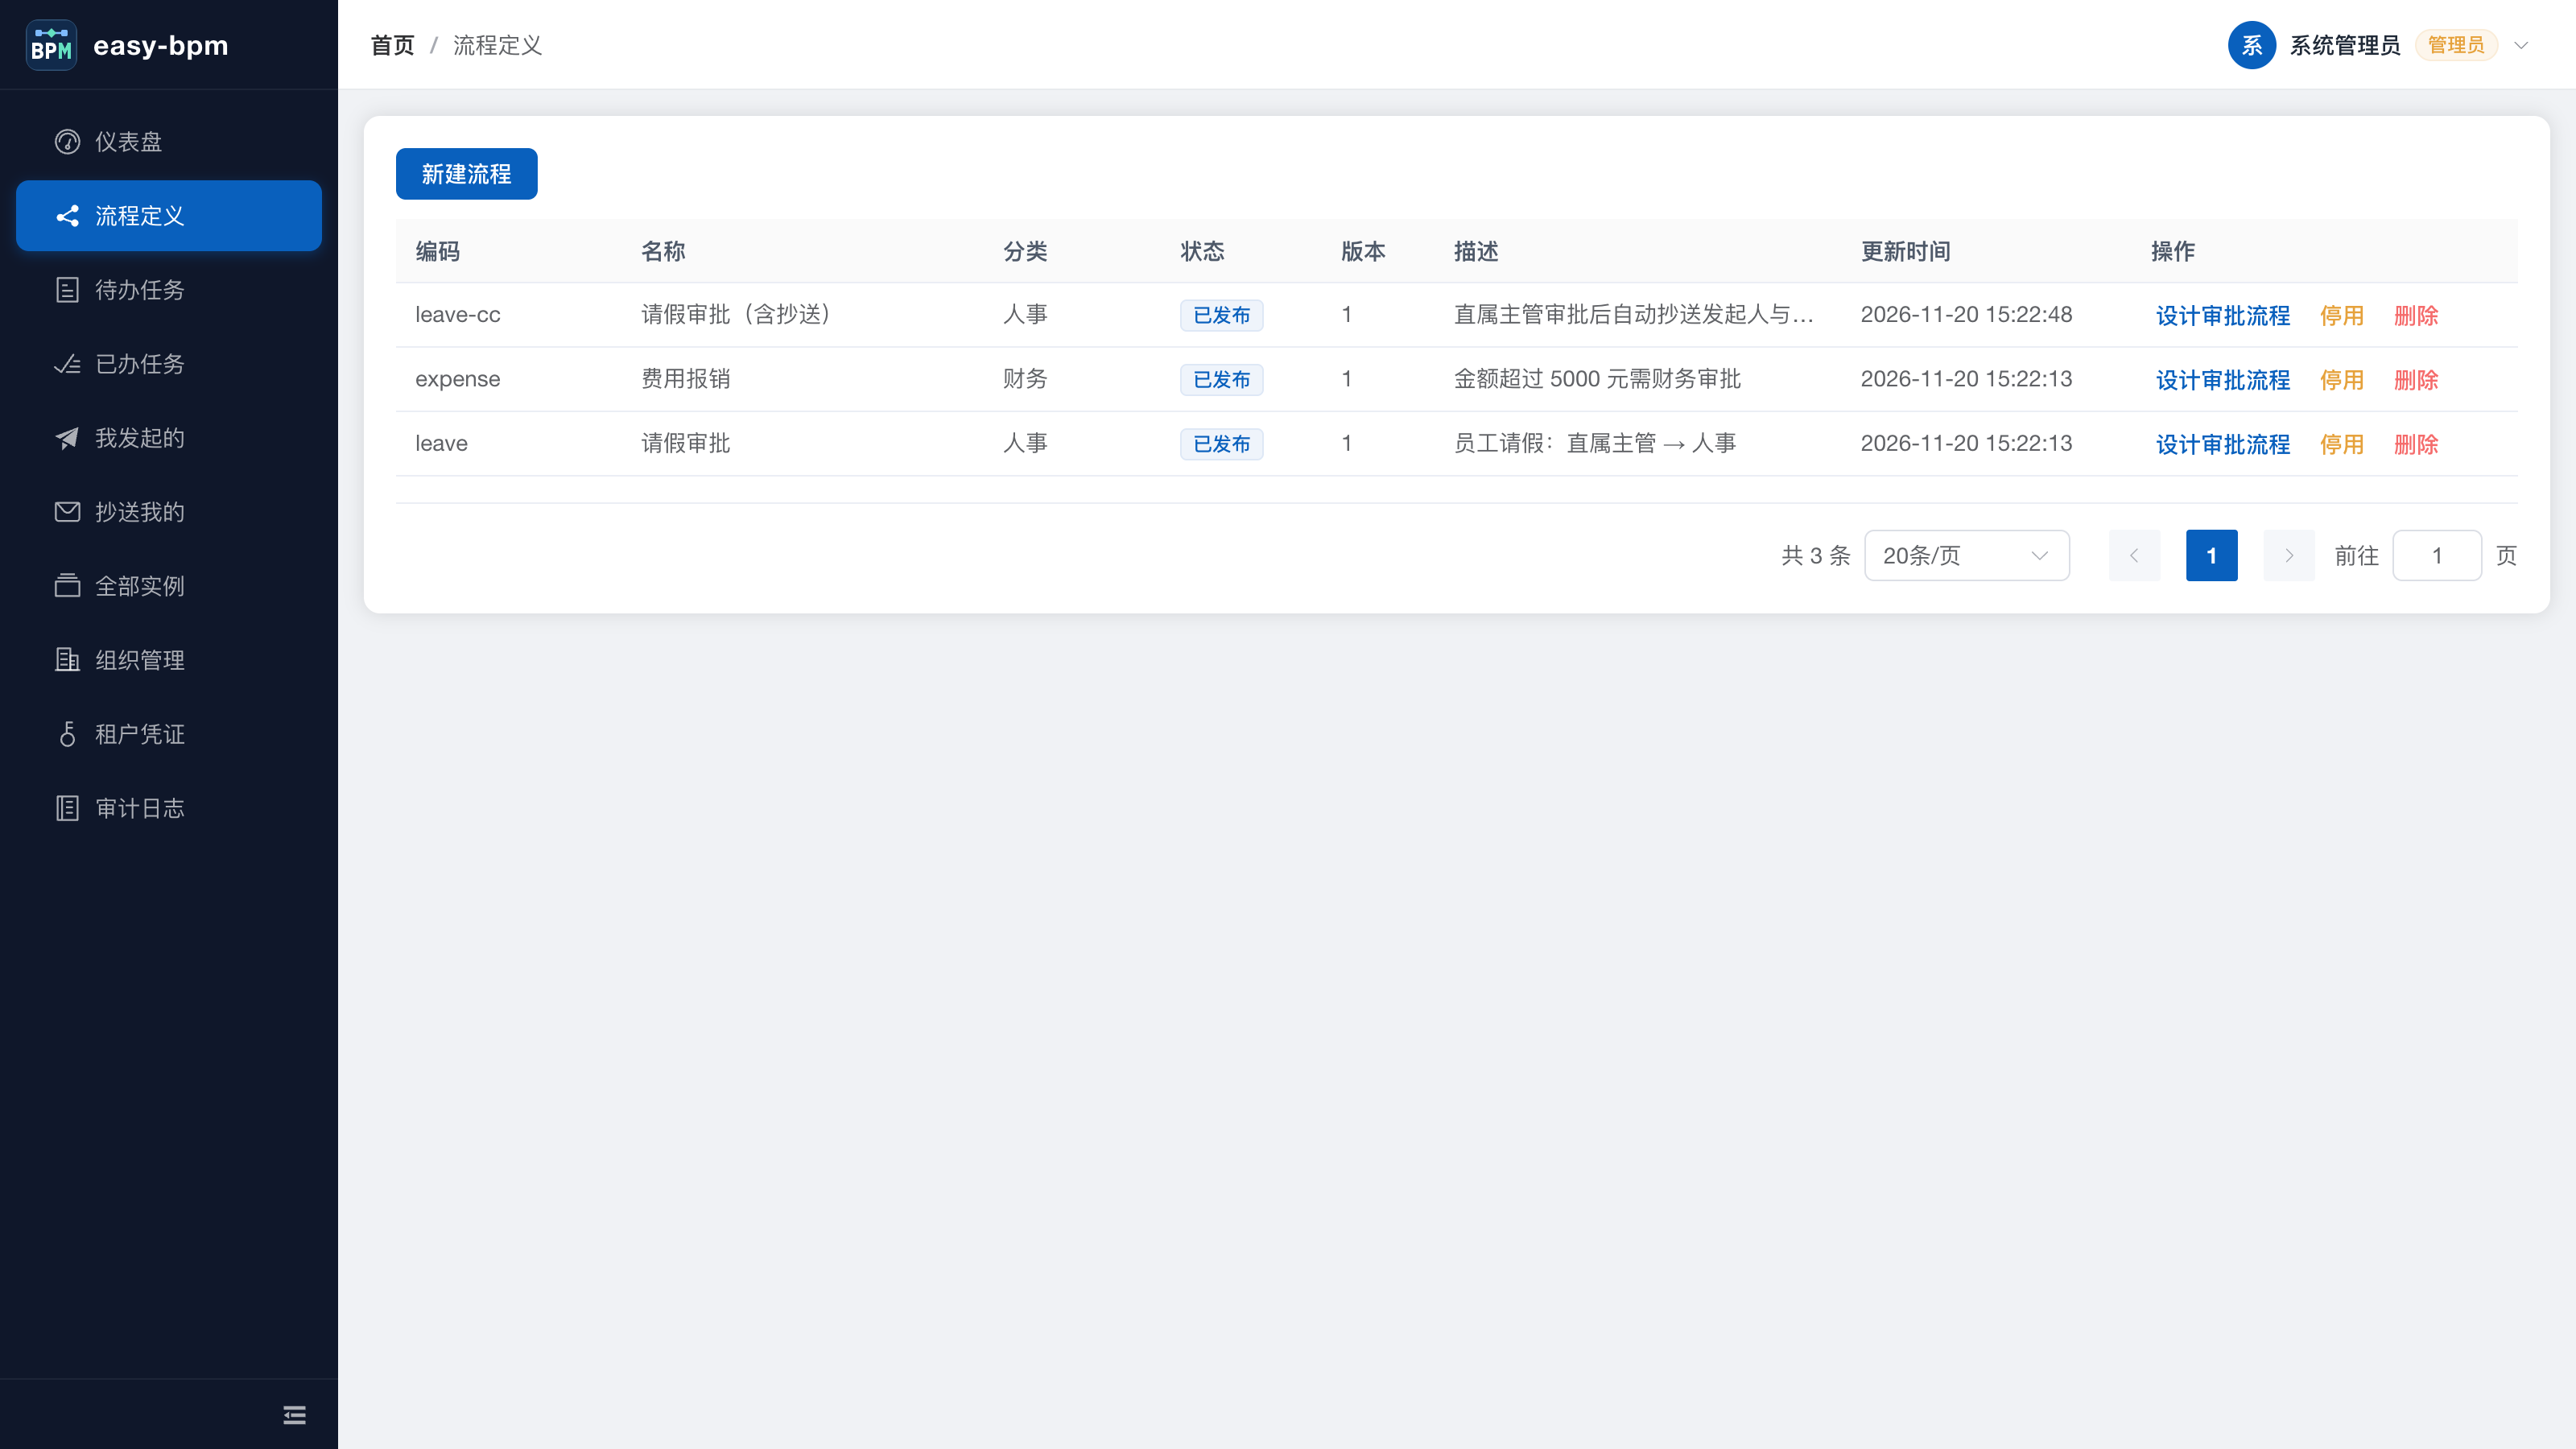 BPM easy-bpm
首页 / 流程定义
系 系统管理员 管理员
仪表盘
流程定义
待办任务
已办任务
我发起的
抄送我的
全部实例
组织管理
租户凭证
审计日志
新建流程
编码 名称 分类 状态 版本 描述 更新时间 操作
leave-cc 请假审批（含抄送） 人事 已发布 1 直属主管审批后自动抄送发起人与… 2026-11-20 15:22:48 设计审批流程 停用 删除
expense 费用报销 财务 已发布 1 金额超过 5000 元需财务审批 2026-11-20 15:22:13 设计审批流程 停用 删除
leave 请假审批 人事 已发布 1 员工请假：直属主管 → 人事 2026-11-20 15:22:13 设计审批流程 停用 删除
共 3 条 20条/页 1 前往 1 页